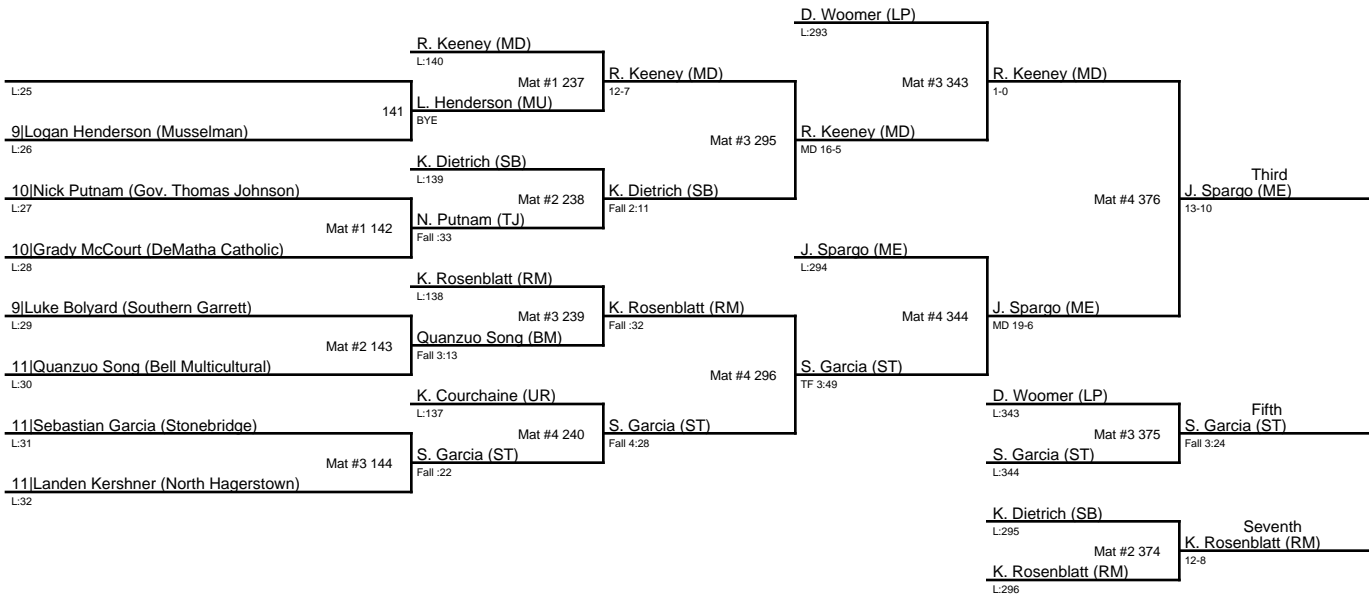 L:25
9|Logan Henderson (Musselman)
L:26
10|Nick Putnam (Gov. Thomas Johnson)
L:27
10|Grady McCourt (DeMatha Catholic)
L:28
9|Luke Bolyard (Southern Garrett)
L:29
11|Quanzuo Song (Bell Multicultural)
L:30
11|Sebastian Garcia (Stonebridge)
L:31
11|Landen Kershner (North Hagerstown)
L:32
141
Mat #1 142
Mat #2 143
Mat #3 144
R. Keeney (MD)
L:140
L. Henderson (MU)
BYE
K. Dietrich (SB)
L:139
N. Putnam (TJ)
Fall :33
K. Rosenblatt (RM)
L:138
Quanzuo Song (BM)
Fall 3:13
K. Courchaine (UR)
L:137
S. Garcia (ST)
Fall :22
Mat #1 237
Mat #2 238
Mat #3 239
Mat #4 240
R. Keeney (MD)
12-7
K. Dietrich (SB)
Fall 2:11
K. Rosenblatt (RM)
Fall :32
S. Garcia (ST)
Fall 4:28
Mat #3 295
Mat #4 296
D. Woomer (LP)
L:293
R. Keeney (MD)
MD 16-5
J. Spargo (ME)
L:294
S. Garcia (ST)
TF 3:49
Mat #3 343
Mat #4 344
R. Keeney (MD)
1-0
J. Spargo (ME)
MD 19-6
Mat #4 376
Third
J. Spargo (ME)
13-10
D. Woomer (LP)
L:343
S. Garcia (ST)
L:344
Mat #3 375
Fifth
S. Garcia (ST)
Fall 3:24
K. Dietrich (SB)
L:295
K. Rosenblatt (RM)
L:296
Mat #2 374
Seventh
K. Rosenblatt (RM)
12-8